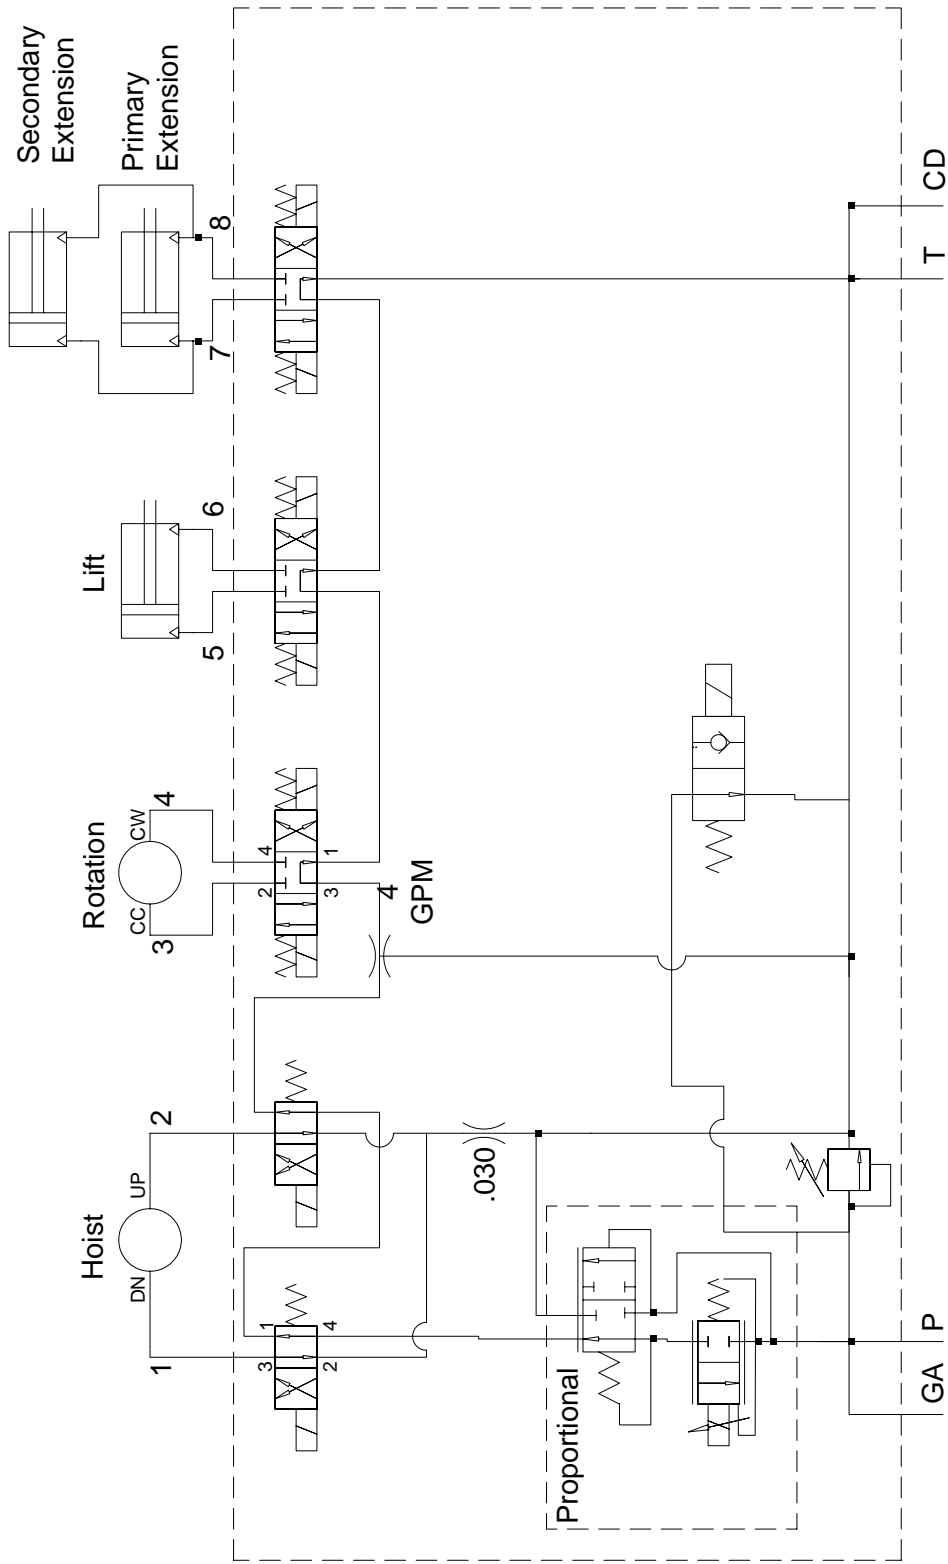 Secondary
Extension
Primary
Extension
Lift
Rotation
Hoist
CC
CW
DN
UP
1
2
3
4
5
6
7
8
1
3
4
2
2
4
3
1
4
GPM
.030
Proportional
GA
P
T
CD